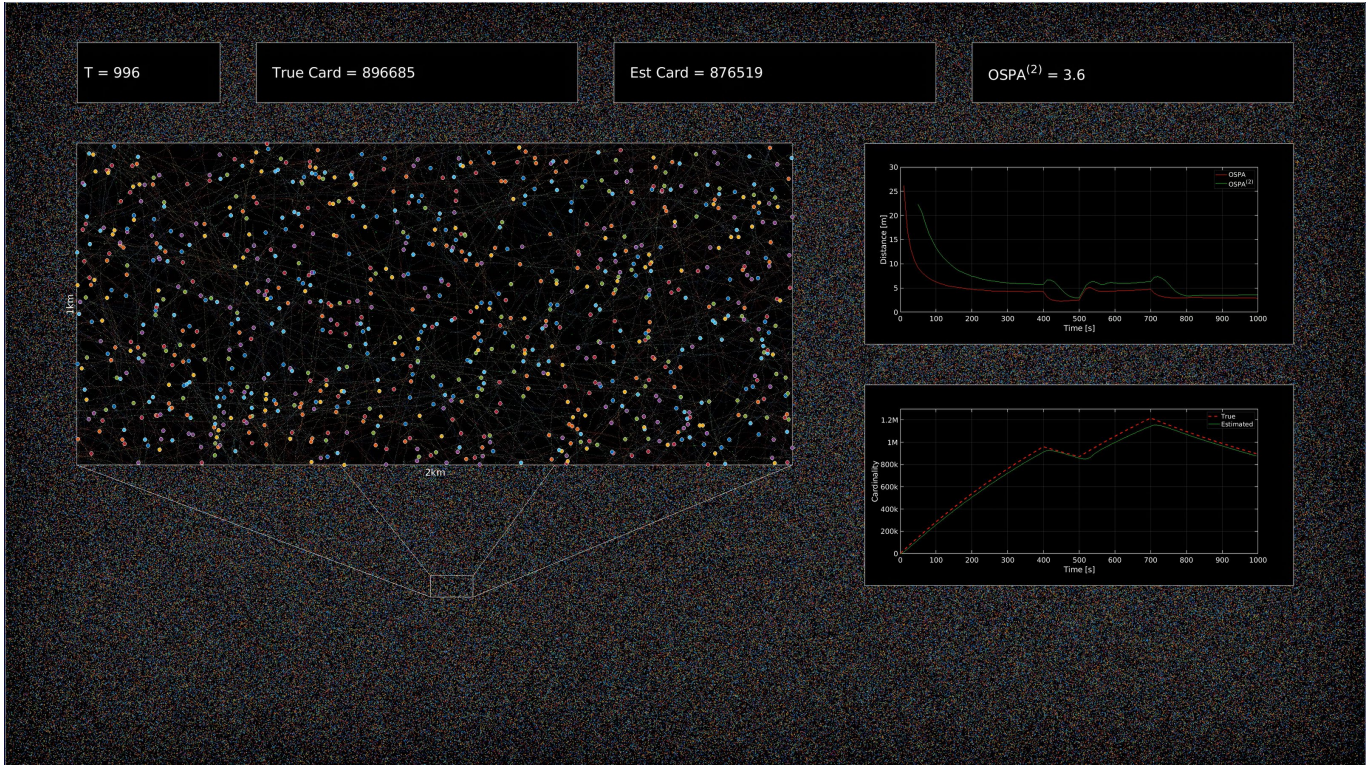 T = 996
True Card = 896685
Est Card = 876519
OSPA(2) = 3.6
1km
2km
30
25
20
15
10
5
0
Distance [m]
OSPA
OSPA(2)
0 100 200 300 400 500 600 700 800 900 1000
Time [s]
1.2M
1M
800k
600k
400k
200k
0
Cardinality
True
Estimated
0 100 200 300 400 500 600 700 800 900 1000
Time [s]